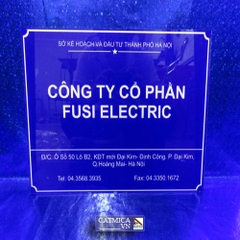 SỞ KẾ HOẠCH VÀ ĐẦU TƯ THÀNH PHỐ HÀ NỘI
CÔNG TY CỔ PHẦN
FUSI ELECTRIC
Đ/C: Ô Số 50 Lô B2, KĐT mới Đại Kim- Định Công. P. Đại Kim,
Q.Hoàng Mai- Hà Nội
Tel: 04.3568.3935 Fax: 04.3350.1672
CATMICA
.VN